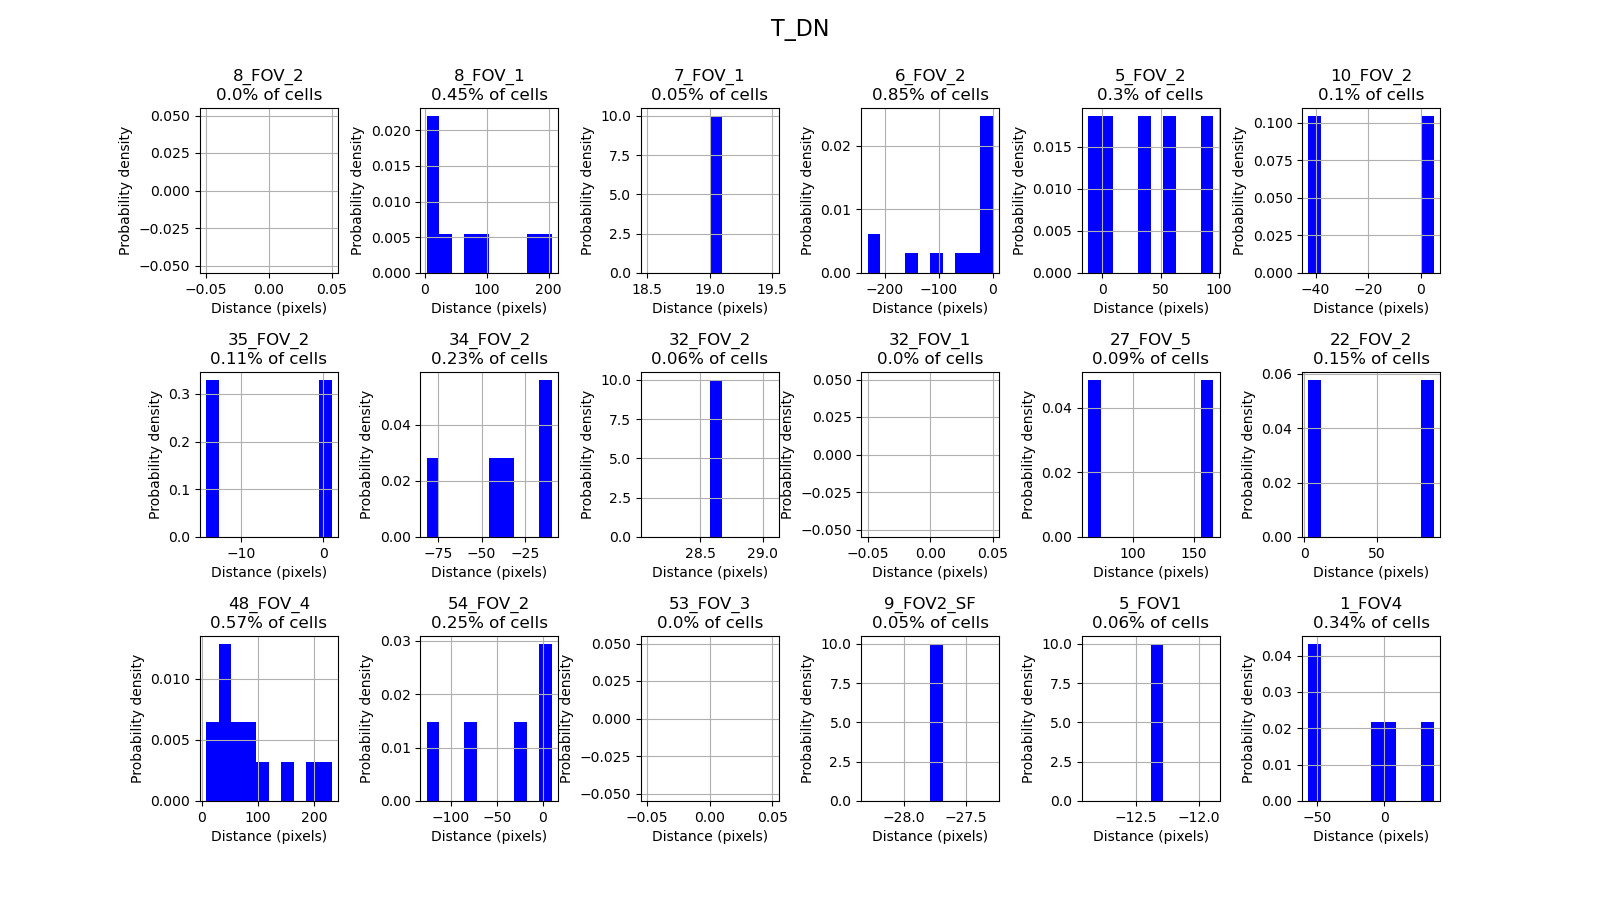 T_DN
8_FOV_2
0.0% of cells
8_FOV_1
0.45% of cells
7_FOV_1
0.05% of cells
6_FOV_2
0.85% of cells
5_FOV_2
0.3% of cells
10_FOV_2
0.1% of cells
Probability density
0.050
0.025
0.000
−0.025
−0.050
Probability density
0.020
0.015
0.010
0.005
0.000
Probability density
10.0
7.5
5.0
2.5
0.0
Probability density
0.02
0.01
0.00
Probability density
0.015
0.010
0.005
0.000
Probability density
0.100
0.075
0.050
0.025
0.000
−0.05 0.00 0.05
0 100 200
18.5 19.0 19.5
−200 −100 0
0 50 100
−40 −20 0
Distance (pixels)
Distance (pixels)
Distance (pixels)
Distance (pixels)
Distance (pixels)
Distance (pixels)
35_FOV_2
0.11% of cells
34_FOV_2
0.23% of cells
32_FOV_2
0.06% of cells
32_FOV_1
0.0% of cells
27_FOV_5
0.09% of cells
22_FOV_2
0.15% of cells
Probability density
0.3
0.2
0.1
0.0
Probability density
0.04
0.02
0.00
Probability density
10.0
7.5
5.0
2.5
0.0
Probability density
0.050
0.025
0.000
−0.025
−0.050
Probability density
0.04
0.02
0.00
Probability density
0.06
0.04
0.02
0.00
−10 0
−75 −50 −25
28.5 29.0
−0.05 0.00 0.05
100 150
0 50
Distance (pixels)
Distance (pixels)
Distance (pixels)
Distance (pixels)
Distance (pixels)
Distance (pixels)
48_FOV_4
0.57% of cells
54_FOV_2
0.25% of cells
53_FOV_3
0.0% of cells
9_FOV2_SF
0.05% of cells
5_FOV1
0.06% of cells
1_FOV4
0.34% of cells
Probability density
0.010
0.005
0.000
Probability density
0.03
0.02
0.01
0.00
Probability density
0.050
0.025
0.000
−0.025
−0.050
Probability density
10.0
7.5
5.0
2.5
0.0
Probability density
10.0
7.5
5.0
2.5
0.0
Probability density
0.04
0.03
0.02
0.01
0.00
0 100 200
−100 −50 0
−0.05 0.00 0.05
−28.0 −27.5
−12.5 −12.0
−50 0
Distance (pixels)
Distance (pixels)
Distance (pixels)
Distance (pixels)
Distance (pixels)
Distance (pixels)